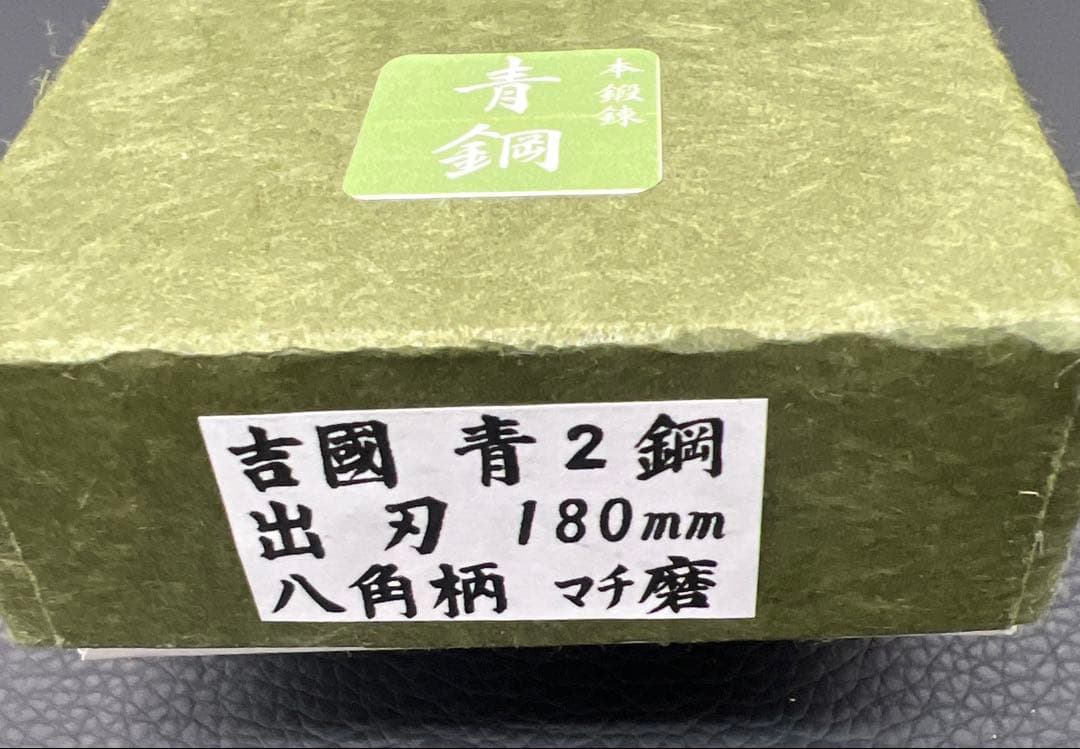 本鍛錬
青鋼
吉國 青2鋼
出刃 180mm
八角柄 マチ磨